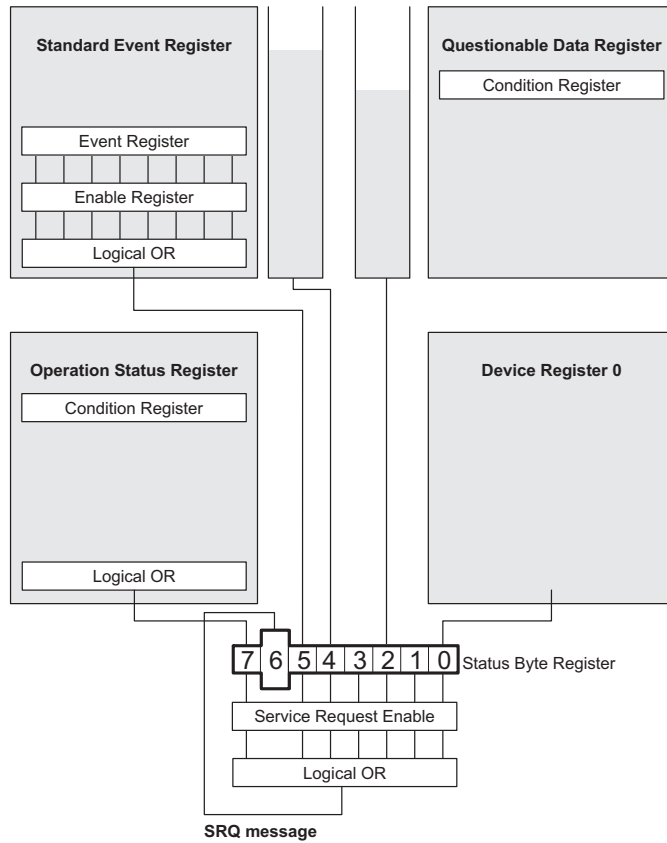 Standard Event Register
Event Register
Enable Register
Logical OR
Questionable Data Register
Condition Register
Operation Status Register
Condition Register
Logical OR
Device Register 0
7 6 5 4 3 2 1 0
Status Byte Register
Service Request Enable
Logical OR
SRQ message